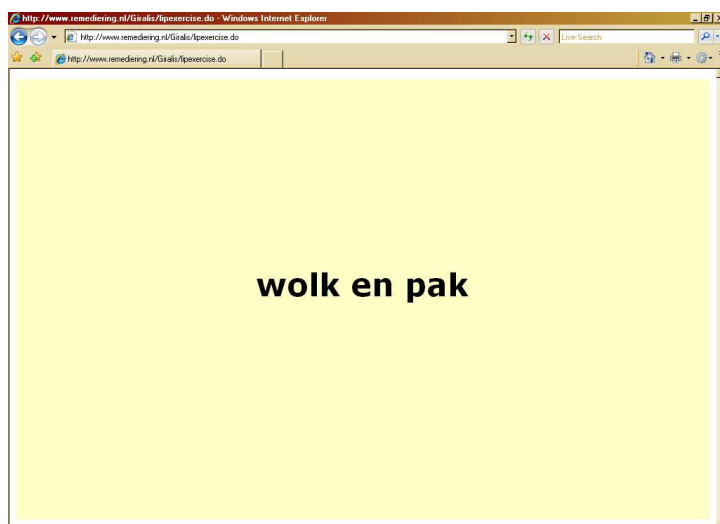 http://www.remediering.nl/Giralis/lipexercise.do - Windows Internet Explorer
http://www.remediering.nl/Giralis/lipexercise.do
Live Search
http://www.remediering.nl/Giralis/lipexercise.do
wolk en pak